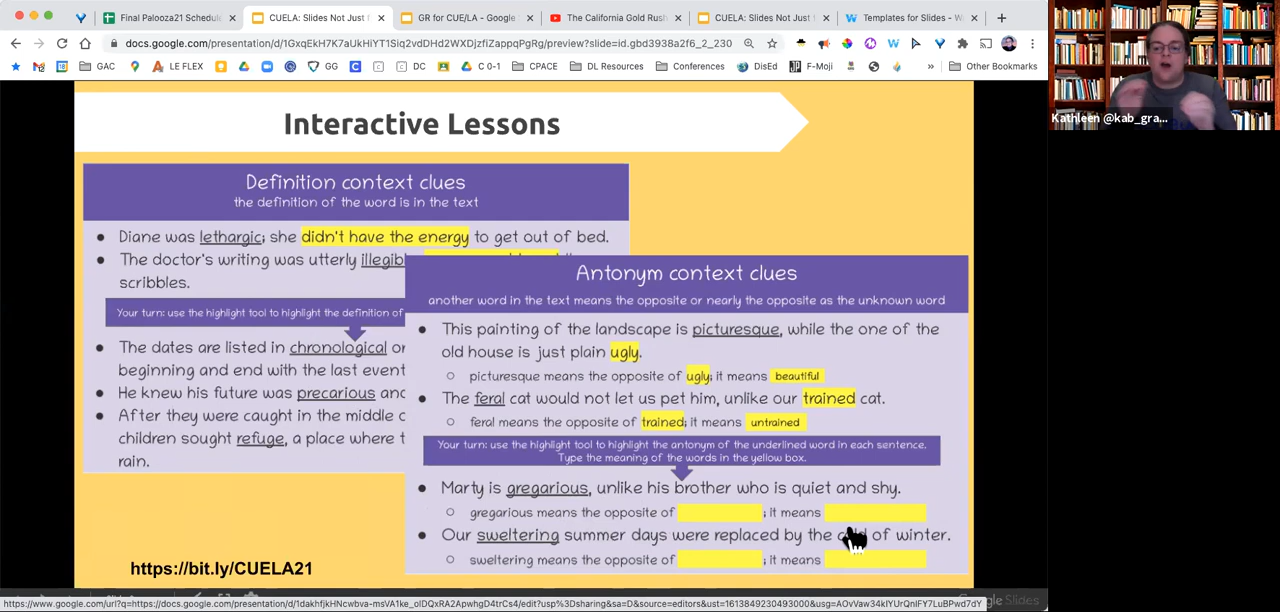 Final Palooza21 Schedul
CUELA: Slides Not Just f
GR for CUE/LA - Google
The California Gold Rush
CUELA: Slides Not Just f
Templates for Slides - W
docs.google.com/presentation/d/1GxqEkH7K7aUkHiYT1Siq2vdDHd2WXDjzfiZappqPgRg/preview?slide=id.gbd3938a2f6_2_230
GAC
LE FLEX
GG
C 0-1
DC
CPACE
DL Resources
Conferences
DisEd
F-Moji
»
Other Bookmarks
Kathleen @kab_gra...
Interactive Lessons
Definition context clues
the definition of the word is in the text
• Diane was lethargic; she didn't have the energy to get out of bed.
• The doctor's writing was utterly illegib
scribbles.
Your turn: use the highlight tool to highlight the definition of
• The dates are listed in chronological or
beginning and end with the last event
• He knew his future was precarious and
• After they were caught in the middle o
children sought refuge, a place where t
rain.
Antonym context clues
another word in the text means the opposite or nearly the opposite as the unknown word
• This painting of the landscape is picturesque, while the one of the
old house is just plain ugly.
○ picturesque means the opposite of ugly; it means beautiful
• The feral cat would not let us pet him, unlike our trained cat.
○ feral means the opposite of trained; it means untrained
Your turn: use the highlight tool to highlight the antonym of the underlined word in each sentence.
Type the meaning of the words in the yellow box.
• Marty is gregarious, unlike his brother who is quiet and shy.
○ gregarious means the opposite of ; it means
• Our sweltering summer days were replaced by the cold of winter.
○ sweltering means the opposite of ; it means
https://bit.ly/CUELA21